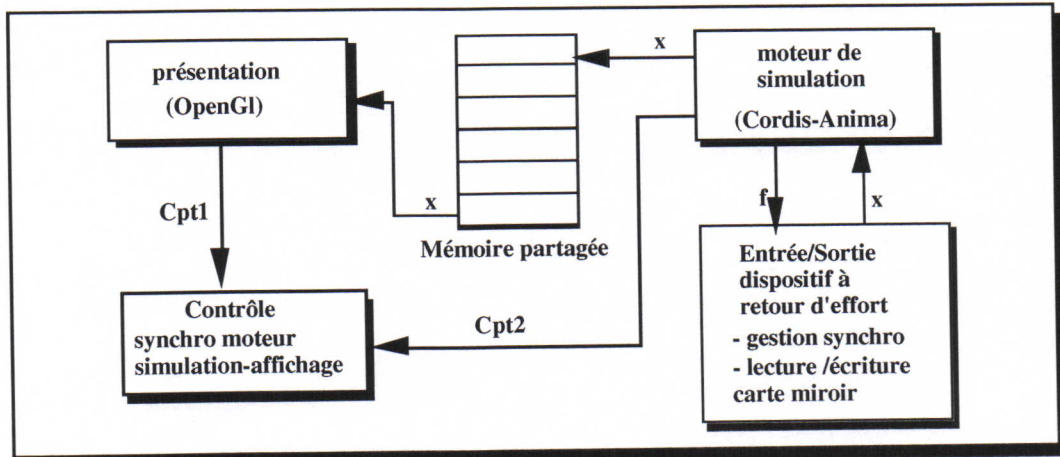 présentation
(OpenGl)
x
moteur de
simulation
(Cordis-Anima)
Cpt1
x
Mémoire partagée
f
x
Contrôle
synchro moteur
simulation-affichage
Cpt2
Entrée/Sortie
dispositif à
retour d'effort
- gestion synchro
- lecture /écriture
carte miroir